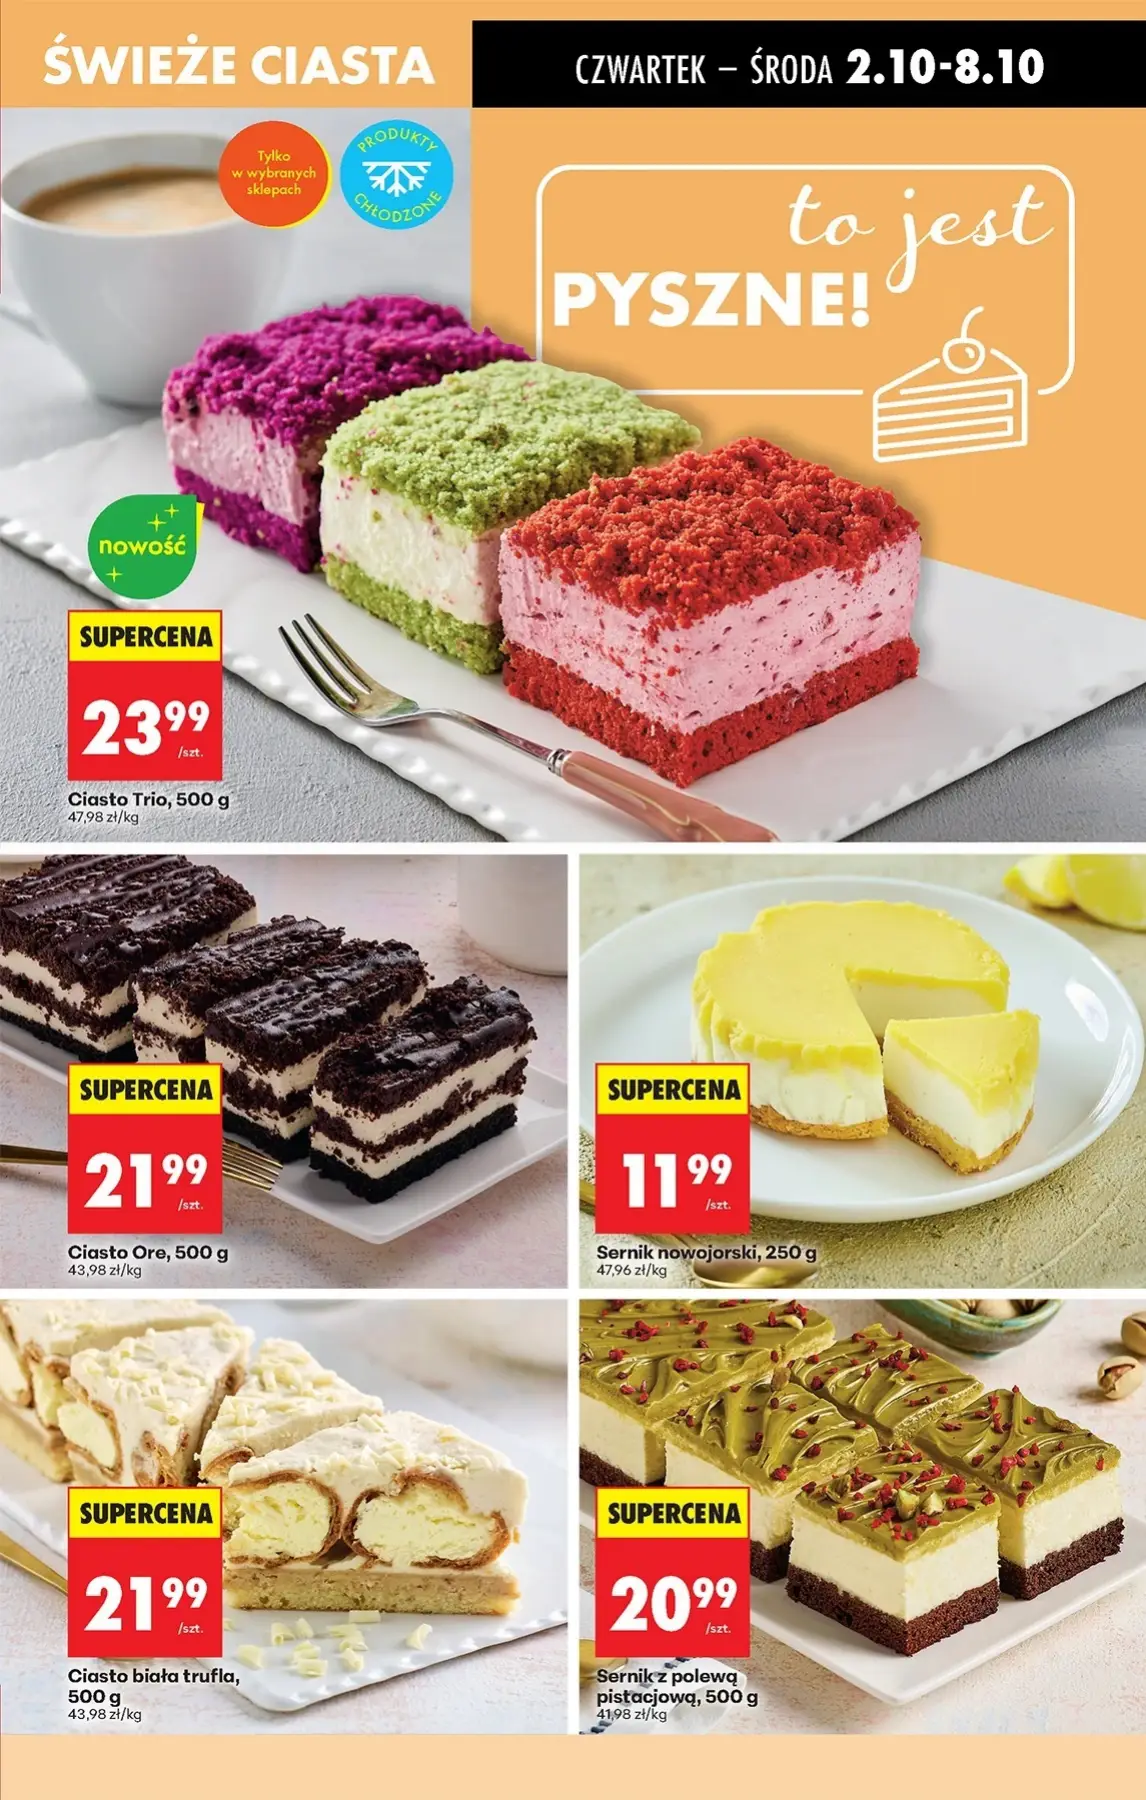 ŚWIEŻE CIASTA
CZWARTEK – ŚRODA 2.10-8.10
Tylko
w wybranych
sklepach
PRODUKTY
CHŁODZONE
to jest
PYSZNE!
nowość
SUPERCENA
23 99
/szt.
Ciasto Trio, 500 g
47,98 zł/kg
SUPERCENA
21 99
/szt.
Ciasto Ore, 500 g
43,98 zł/kg
SUPERCENA
11 99
/szt.
Sernik nowojorski, 250 g
47,96 zł/kg
SUPERCENA
21 99
/szt.
Ciasto biała trufla,
500 g
43,98 zł/kg
SUPERCENA
20 99
/szt.
Sernik z polewą
pistacjową, 500 g
41,98 zł/kg